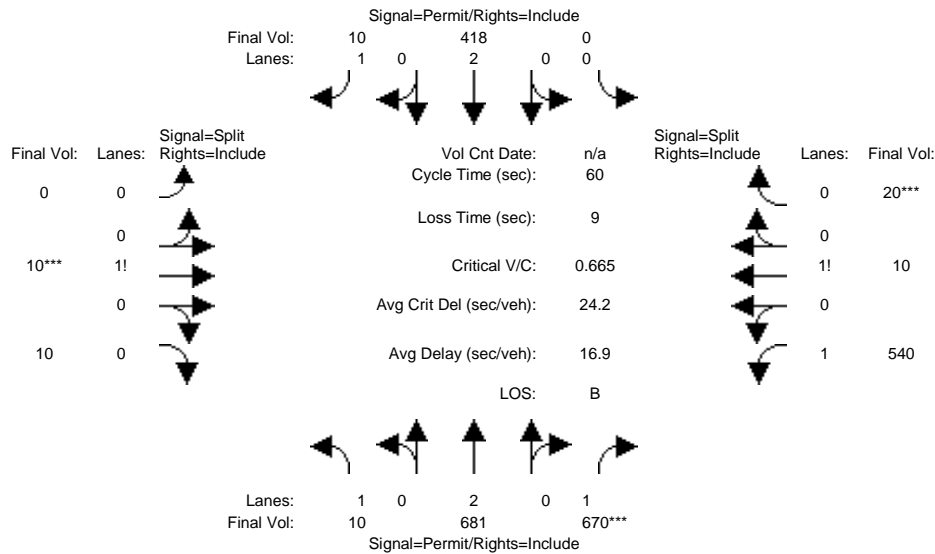 Signal=Permit/Rights=Include
Final Vol: 10 418 0
Lanes: 1 0 2 0 0
Signal=Split
Final Vol: Lanes: Rights=Include
Vol Cnt Date: n/a
Signal=Split
Rights=Include Lanes: Final Vol:
Cycle Time (sec): 60
0 0
0 20***
Loss Time (sec): 9
0
0
10*** 1!
Critical V/C: 0.665
1! 10
0
Avg Crit Del (sec/veh): 24.2
0
10 0
Avg Delay (sec/veh): 16.9
1 540
LOS: B
Lanes: 1 0 2 0 1
Final Vol: 10 681 670***
Signal=Permit/Rights=Include